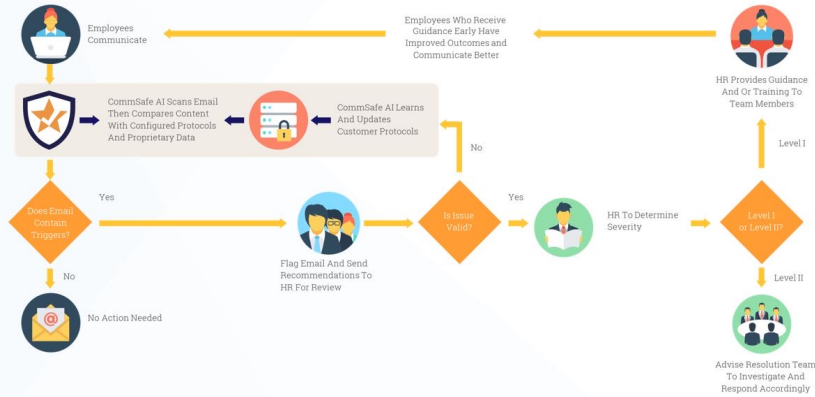 Employees
Communicate
Employees Who Receive
Guidance Early Have
Improved Outcomes and
Communicate Better
HR Provides Guidance
And Or Training To
Team Members
CommSafe AI Scans Email
Then Compares Content
With Configured Protocols
And Proprietary Data
CommSafe AI Learns
And Updates
Customer Protocols
No
Level I
Does Email
Contain
Triggers?
Yes
Flag Email And Send
Recommendations To
HR For Review
Is Issue
Valid?
Yes
HR To Determine
Severity
Level I
or Level II?
No
Level II
@
No Action Needed
Advise Resolution Team
To Investigate And
Respond Accordingly